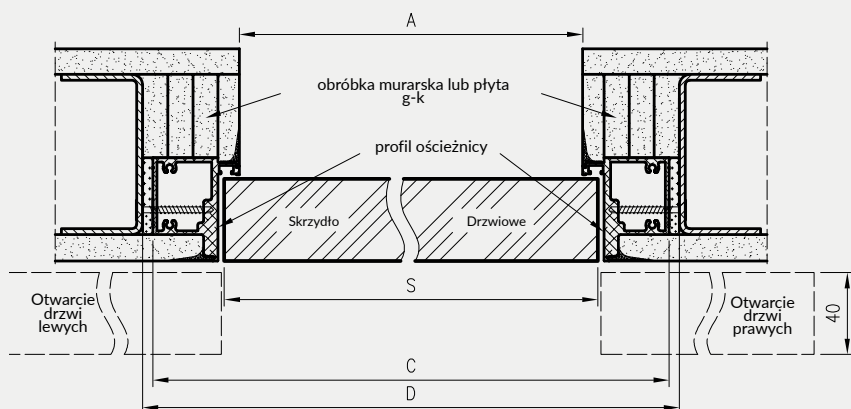 A
obróbka murarska lub płyta
g-k
profil ościeżnicy
Skrzydło
Drzwiowe
S
Otwarcie
drzwi
lewych
Otwarcie
drzwi
prawych
40
C
D